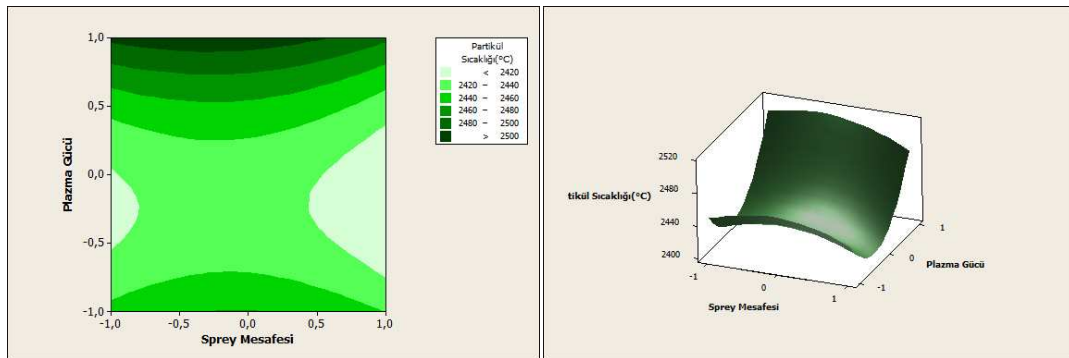 1,0
0,5
0,0
-0,5
-1,0
Plazma Gücü
-1,0 -0,5 0,0 0,5 1,0
Sprey Mesafesi
Partikül
Sıcaklığı(°C)
< 2420
2420 – 2440
2440 – 2460
2460 – 2480
2480 – 2500
> 2500
2520
2480
2440
2400
tikül Sıcaklığı(°C)
-1 0 1
Sprey Mesafesi
-1 0 1
Plazma Gücü